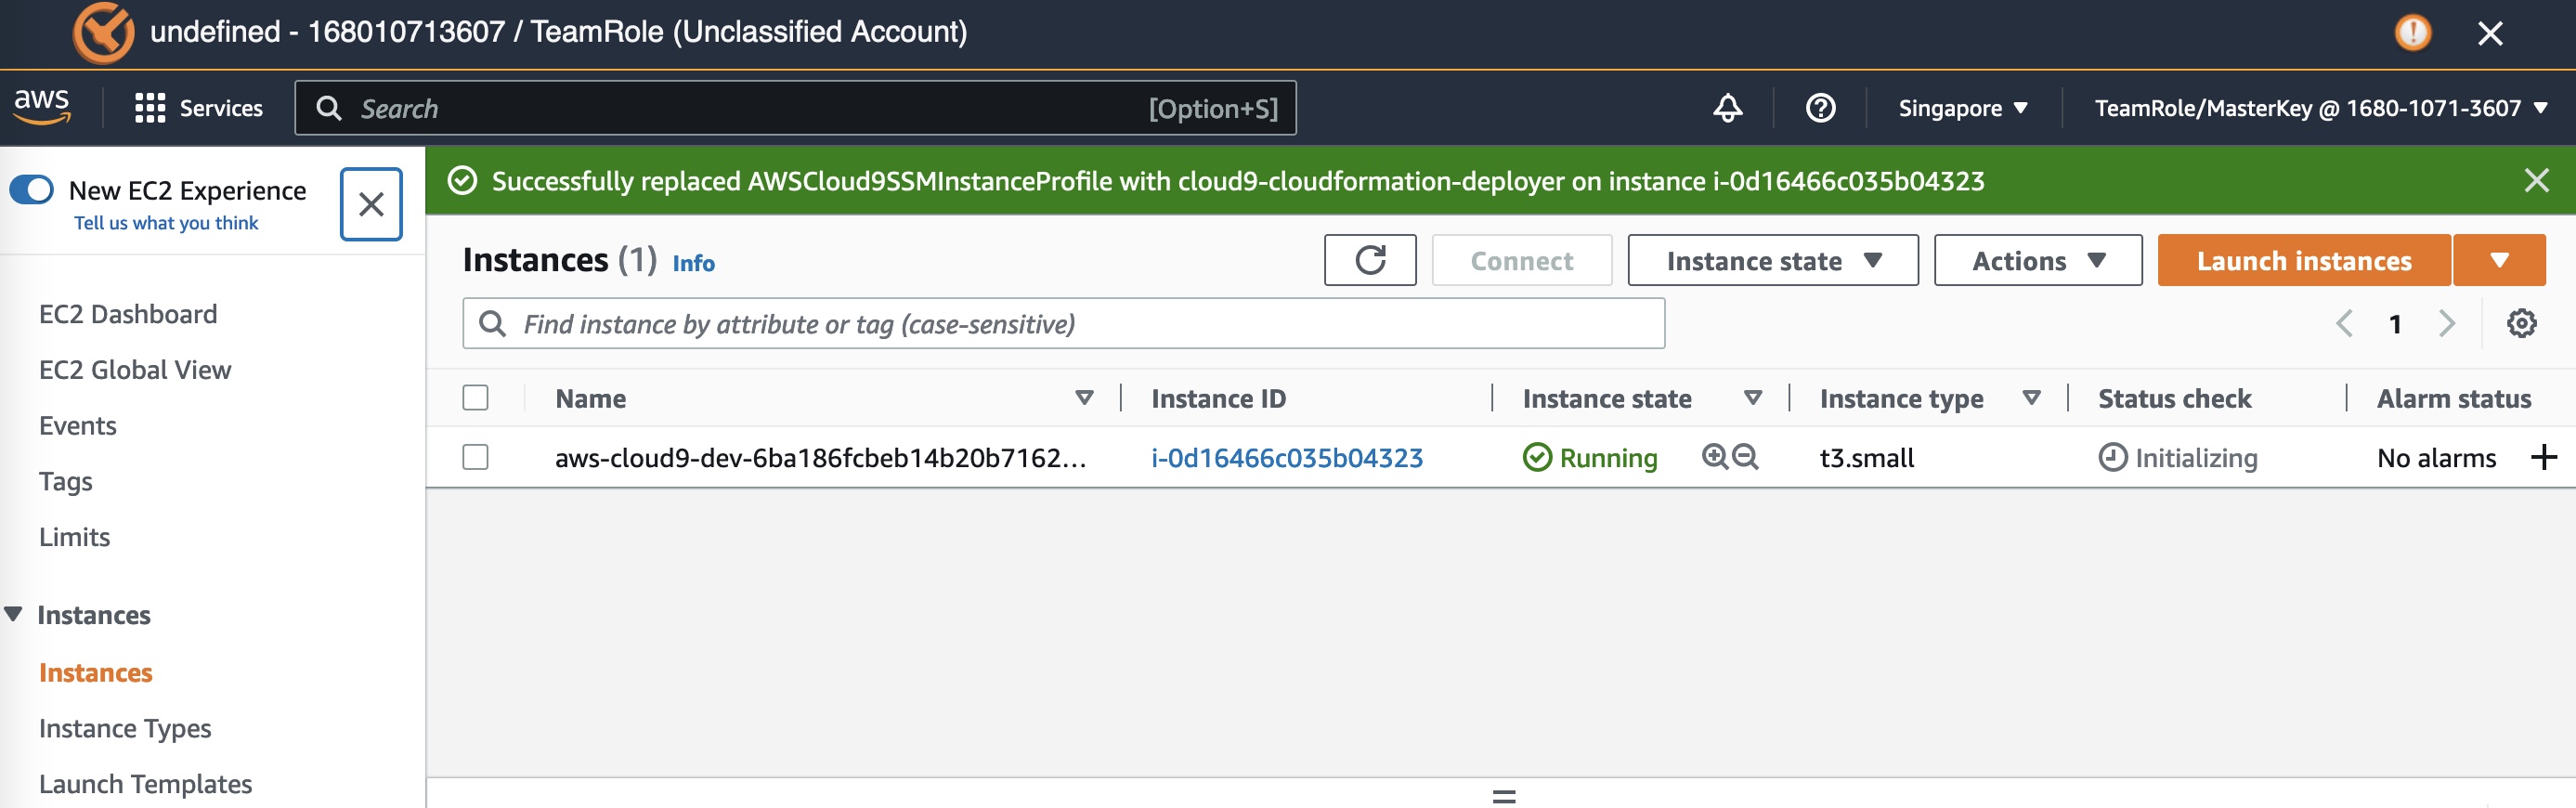 undefined - 168010713607 / TeamRole (Unclassified Account)
aws Services Search [Option+S] Singapore TeamRole/MasterKey @ 1680-1071-3607
New EC2 Experience
Tell us what you think
EC2 Dashboard
EC2 Global View
Events
Tags
Limits
Instances
Instances
Instance Types
Launch Templates
Successfully replaced AWSCloud9SSMInstanceProfile with cloud9-cloudformation-deployer on instance i-0d16466c035b04323
Instances (1) Info Connect Instance state Actions Launch instances
Find instance by attribute or tag (case-sensitive) 1
Name Instance ID Instance state Instance type Status check Alarm status
aws-cloud9-dev-6ba186fcbeb14b20b7162... i-0d16466c035b04323 Running t3.small Initializing No alarms